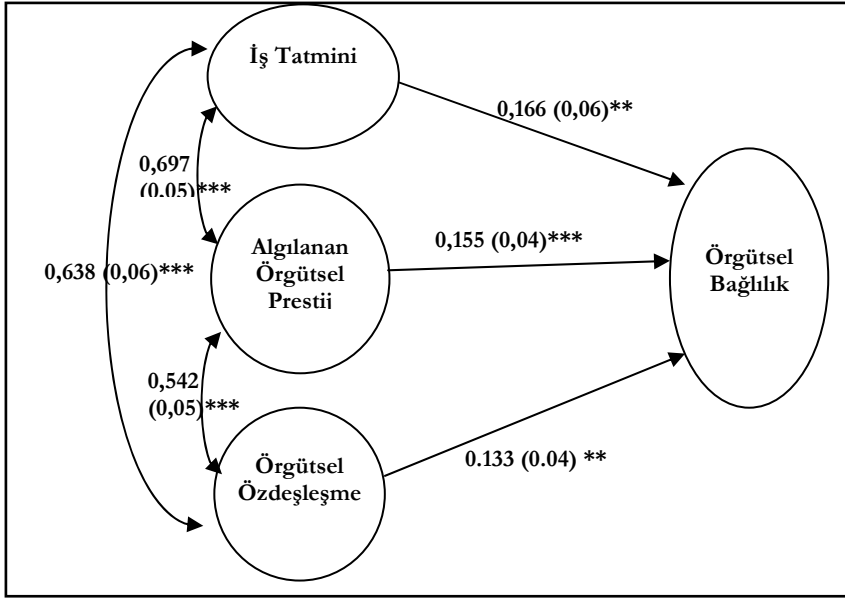 İş Tatmini
0,166 (0,06)**
0,697
(0,05)***
Algılanan
Örgütsel
Prestij
0,155 (0,04)***
Örgütsel
Bağlılık
0,638 (0,06)***
0,542
(0,05)***
Örgütsel
Özdeşleşme
0.133 (0.04) **